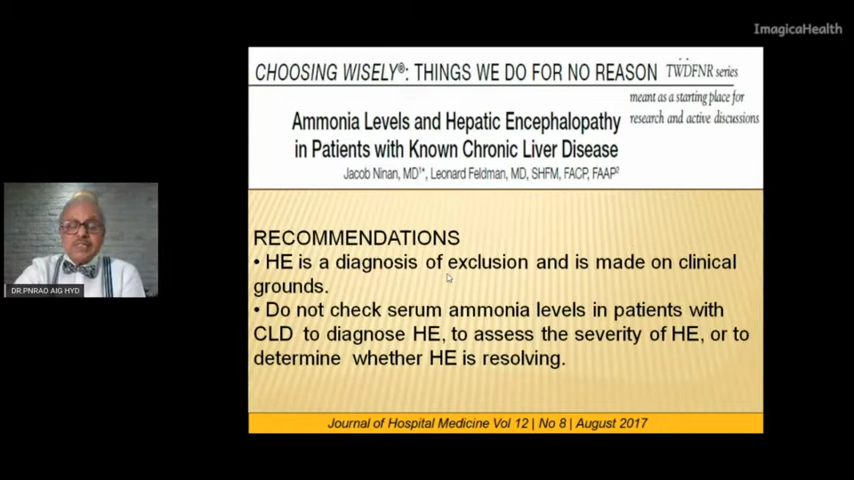 ImagicaHealth
CHOOSING WISELY®: THINGS WE DO FOR NO REASON
TWDFNR series
meant as a starting place for
research and active discussions
Ammonia Levels and Hepatic Encephalopathy
in Patients with Known Chronic Liver Disease
Jacob Ninan, MD¹*, Leonard Feldman, MD, SHFM, FACP, FAAP²
RECOMMENDATIONS
• HE is a diagnosis of exclusion and is made on clinical
grounds.
• Do not check serum ammonia levels in patients with
CLD to diagnose HE, to assess the severity of HE, or to
determine whether HE is resolving.
Journal of Hospital Medicine Vol 12 | No 8 | August 2017
DR.PNRAO AIG HYD